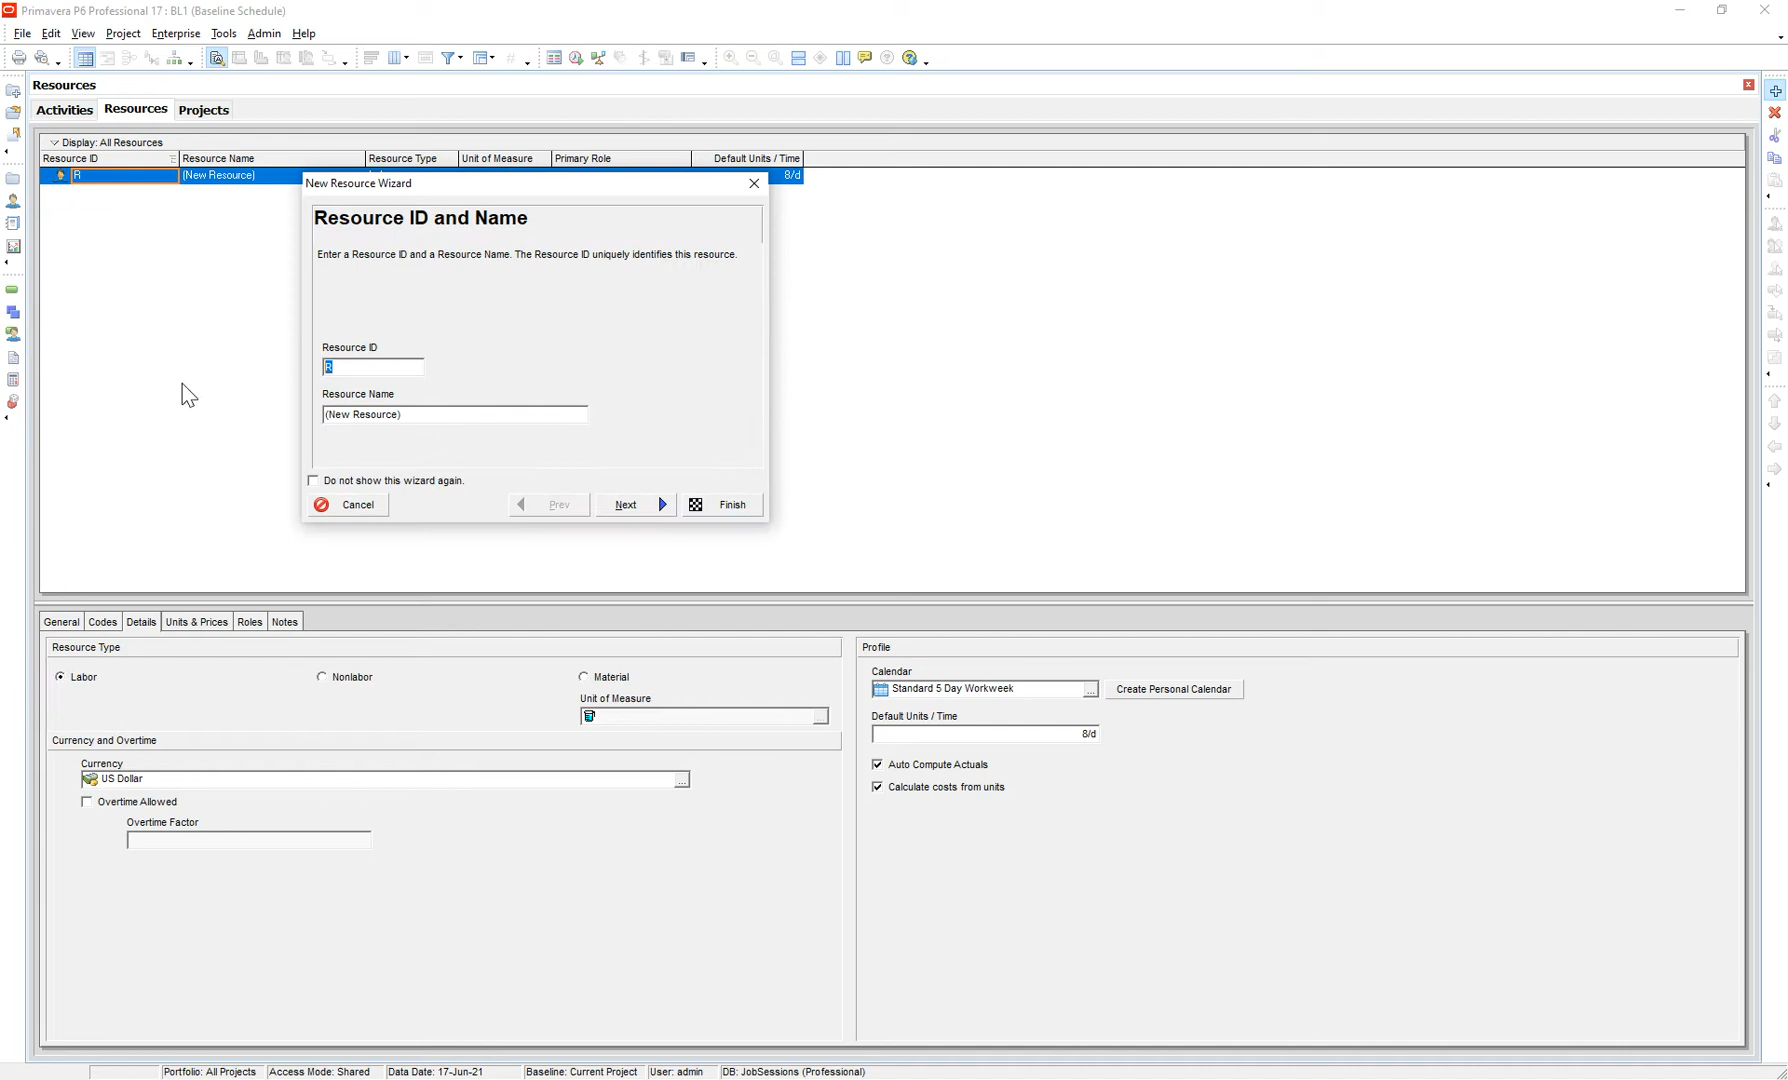 Primavera P6 Professional 17 : BL1 (Baseline Schedule)
File Edit View Project Enterprise Tools Admin Help
Resources
Activities Resources Projects
Display: All Resources
Resource ID Resource Name Resource Type Unit of Measure Primary Role Default Units / Time
R (New Resource) 8/d
New Resource Wizard
Resource ID and Name
Enter a Resource ID and a Resource Name. The Resource ID uniquely identifies this resource.
Resource ID
R
Resource Name
(New Resource)
Do not show this wizard again.
Cancel Prev Next Finish
General Codes Details Units & Prices Roles Notes
Resource Type
Labor Nonlabor Material
Unit of Measure
Currency and Overtime
Currency
US Dollar
Overtime Allowed
Overtime Factor
Profile
Calendar
Standard 5 Day Workweek ... Create Personal Calendar
Default Units / Time
8/d
Auto Compute Actuals
Calculate costs from units
Portfolio: All Projects Access Mode: Shared Data Date: 17-Jun-21 Baseline: Current Project User: admin DB: JobSessions (Professional)